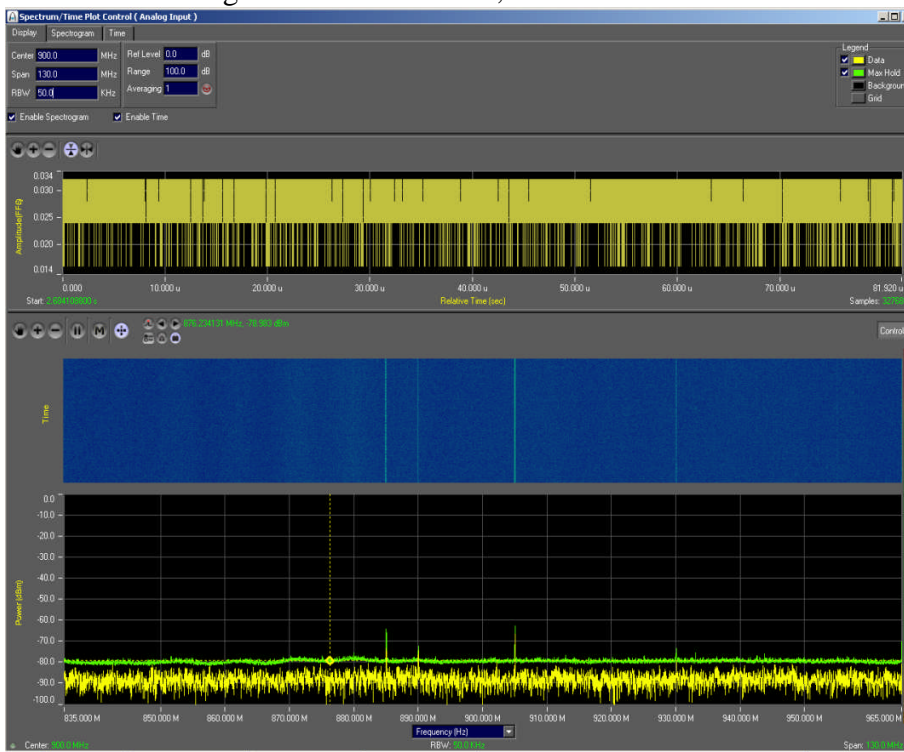 Spectrum/Time Plot Control ( Analog Input )
Display Spectrogram Time
Center 900.0 MHz Ref Level 0.0 dB
Span 130.0 MHz Range 100.0 dB
RBW 50.0 KHz Averaging 1
Legend
Data
Max Hold
Backgroun
Grid
Enable Spectrogram Enable Time
Amplitude(FFS)
0.034
0.030
0.025
0.020
0.014
0.000 10.000 u 20.000 u 30.000 u 40.000 u 50.000 u 60.000 u 70.000 u 81.920 u
Start: 2.694108000 s Relative Time (sec) Samples: 32768
M 876.234131 MHz, -78.983 dBm Control
Time
Power (dBm)
0.0
-10.0
-20.0
-30.0
-40.0
-50.0
-60.0
-70.0
-80.0
-90.0
-100.0
835.000 M 850.000 M 860.000 M 870.000 M 880.000 M 890.000 M 900.000 M 910.000 M 920.000 M 930.000 M 940.000 M 950.000 M 965.000 M
Frequency (Hz)
Center: 900.0 MHz RBW: 50.0 KHz Span: 130.0 MHz